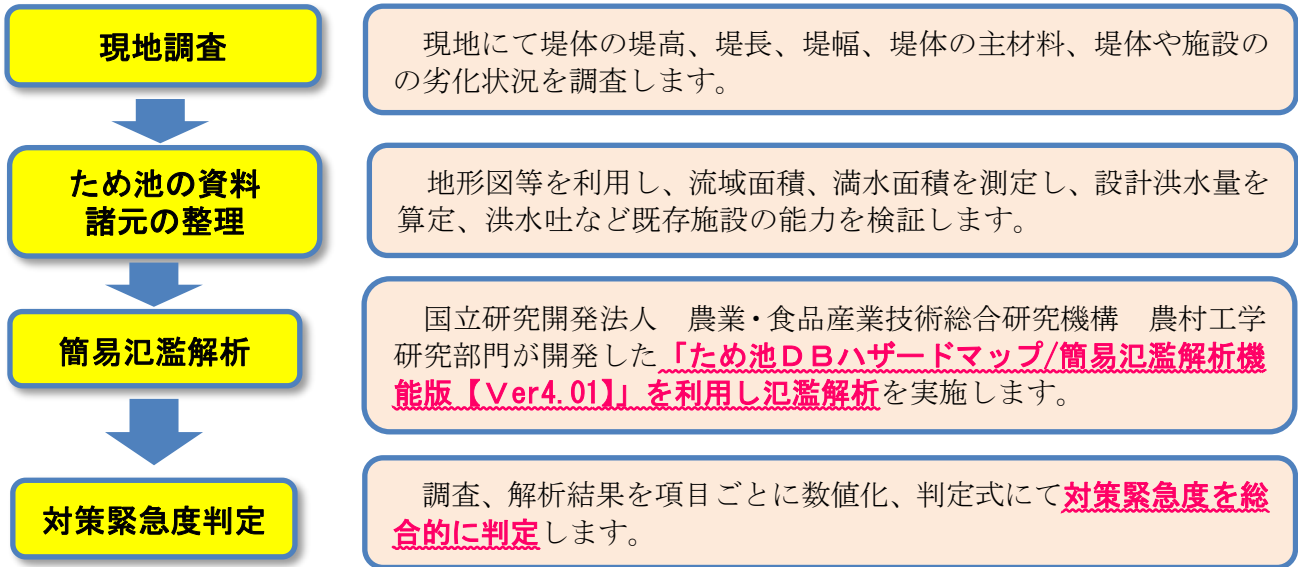 現地調査
現地にて堤体の堤高、堤長、堤幅、堤体の主材料、堤体や施設の
の劣化状況を調査します。
ため池の資料
諸元の整理
地形図等を利用し、流域面積、満水面積を測定し、設計洪水量を
算定、洪水吐など既存施設の能力を検証します。
簡易氾濫解析
国立研究開発法人　農業・食品産業技術総合研究機構　農村工学
研究部門が開発した「ため池ＤＢハザードマップ/簡易氾濫解析機
能版【Ｖer4.01】」を利用し氾濫解析を実施します。
対策緊急度判定
調査、解析結果を項目ごとに数値化、判定式にて対策緊急度を総
合的に判定します。